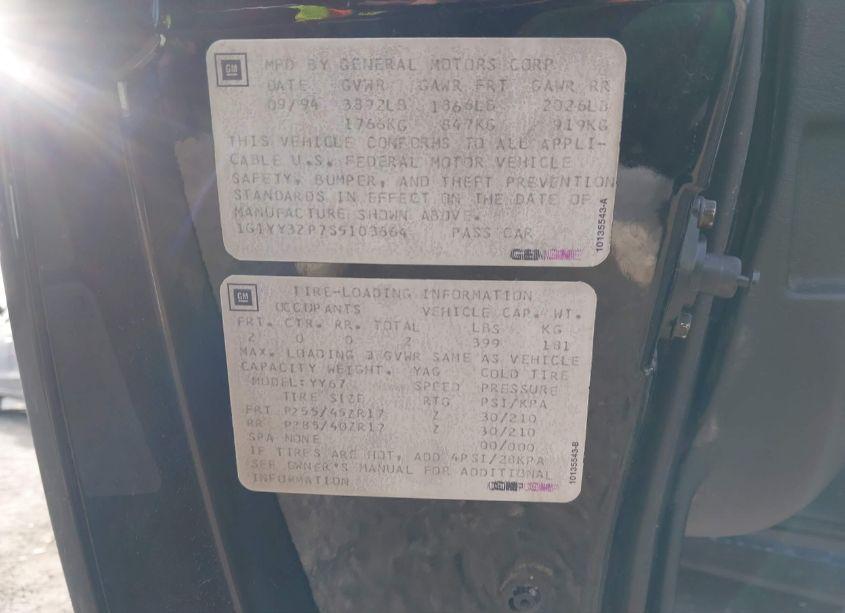 GM
MFD BY GENERAL MOTORS CORP
DATE GVWR GAWR FRT GAWR RR
09/94 3892LB 1866LB 2026LB
1766KG 847KG 919KG
THIS VEHICLE CONFORMS TO ALL APPLI-
CABLE U.S. FEDERAL MOTOR VEHICLE
SAFETY, BUMPER, AND THEFT PREVENTION
STANDARDS IN EFFECT ON THE DATE OF
MANUFACTURE SHOWN ABOVE.
1G1YY32P7S5103864 PASS CAR
10135543-A
GM
TIRE-LOADING INFORMATION
OCCUPANTS VEHICLE CAP. WT.
FRT. CTR. RR. TOTAL LBS KG
2 0 0 2 399 181
MAX. LOADING @ GVWR SAME AS VEHICLE
CAPACITY WEIGHT. YAG COLD TIRE
MODEL:YY67 SPEED PRESSURE
TIRE SIZE RTG PSI/KPA
FRT P255/45ZR17 Z 30/210
RR P285/40ZR17 Z 30/210
SPA NONE 00/000
IF TIRES ARE HOT, ADD 4PSI/28KPA
SEE OWNER'S MANUAL FOR ADDITIONAL
INFORMATION
10135543-B